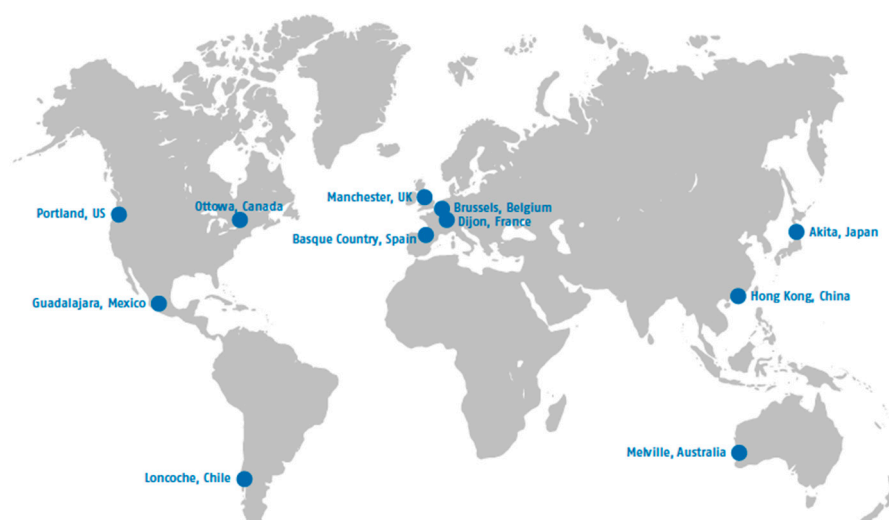 Manchester, UK
Ottowa, Canada
Brussels, Belgium
Portland, US
Dijon, France
Basque Country, Spain
Akita, Japan
Hong Kong, China
Guadalajara, Mexico
Melville, Australia
Loncoche, Chile